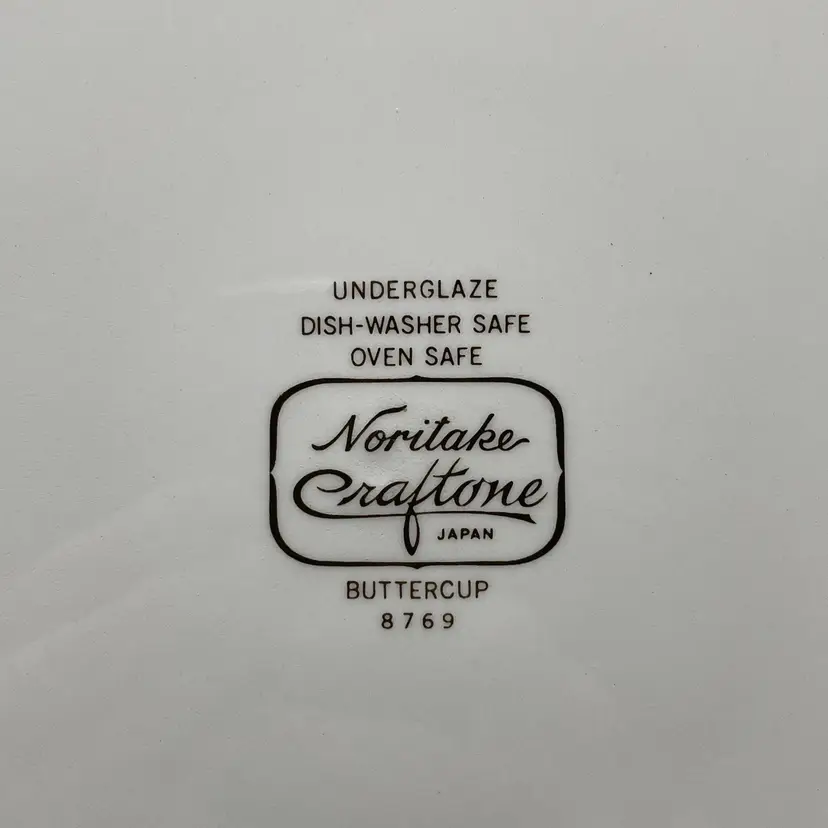 UNDERGLAZE
DISH-WASHER SAFE
OVEN SAFE
Noritake
Craftone
JAPAN
BUTTERCUP
8769